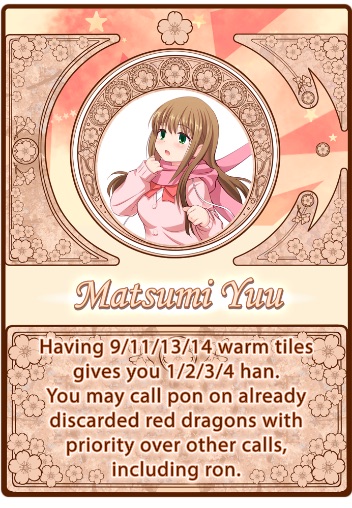 Matsumi Yuu
Having 9/11/13/14 warm tiles
gives you 1/2/3/4 han.
You may call pon on already
discarded red dragons with
priority over other calls,
including ron.